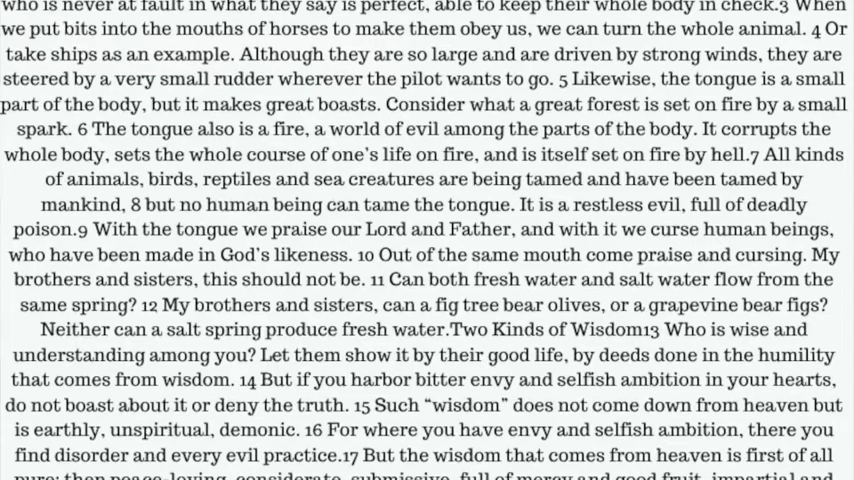 who is never at fault in what they say is perfect, able to keep their whole body in check.3 When
we put bits into the mouths of horses to make them obey us, we can turn the whole animal. 4 Or
take ships as an example. Although they are so large and are driven by strong winds, they are
steered by a very small rudder wherever the pilot wants to go. 5 Likewise, the tongue is a small
part of the body, but it makes great boasts. Consider what a great forest is set on fire by a small
spark. 6 The tongue also is a fire, a world of evil among the parts of the body. It corrupts the
whole body, sets the whole course of one's life on fire, and is itself set on fire by hell.7 All kinds
of animals, birds, reptiles and sea creatures are being tamed and have been tamed by
mankind, 8 but no human being can tame the tongue. It is a restless evil, full of deadly
poison.9 With the tongue we praise our Lord and Father, and with it we curse human beings,
who have been made in God's likeness. 10 Out of the same mouth come praise and cursing. My
brothers and sisters, this should not be. 11 Can both fresh water and salt water flow from the
same spring? 12 My brothers and sisters, can a fig tree bear olives, or a grapevine bear figs?
Neither can a salt spring produce fresh water.Two Kinds of Wisdom13 Who is wise and
understanding among you? Let them show it by their good life, by deeds done in the humility
that comes from wisdom. 14 But if you harbor bitter envy and selfish ambition in your hearts,
do not boast about it or deny the truth. 15 Such “wisdom” does not come down from heaven but
is earthly, unspiritual, demonic. 16 For where you have envy and selfish ambition, there you
find disorder and every evil practice.17 But the wisdom that comes from heaven is first of all
pure; then peace-loving, considerate, submissive, full of mercy and good fruit, impartial and